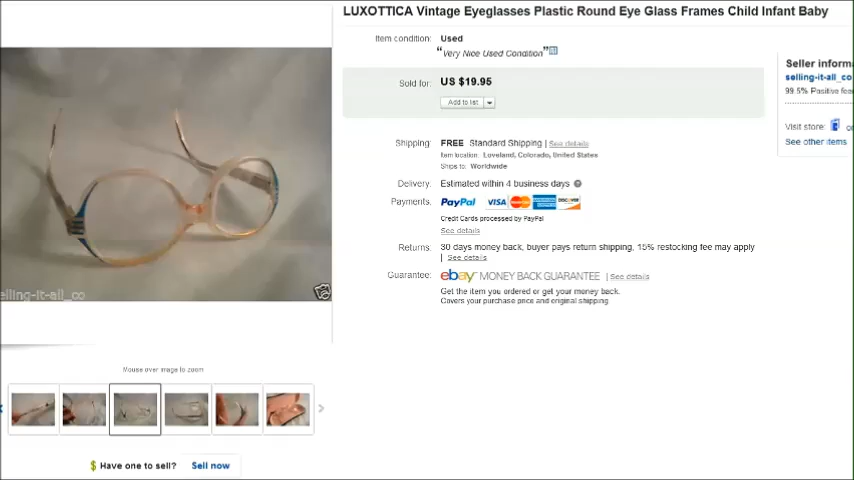 LUXOTTICA Vintage Eyeglasses Plastic Round Eye Glass Frames Child Infant Baby
Item condition: Used
"Very Nice Used Condition"
Sold for: US $19.95
Add to list
Shipping: FREE Standard Shipping | See details
Item location: Loveland, Colorado, United States
Ships to: Worldwide
Delivery: Estimated within 4 business days
Payments: PayPal VISA MasterCard DISCOVER
Credit Cards processed by PayPal
See details
Returns: 30 days money back, buyer pays return shipping, 15% restocking fee may apply
| See details
Guarantee: ebay MONEY BACK GUARANTEE | See details
Get the item you ordered or get your money back.
Covers your purchase price and original shipping.
Seller inform
selling-it-all_co
99.5% Positive fee
Visit store:
See other items
elling-it-all_co
Mouse over image to zoom
$ Have one to sell? Sell now